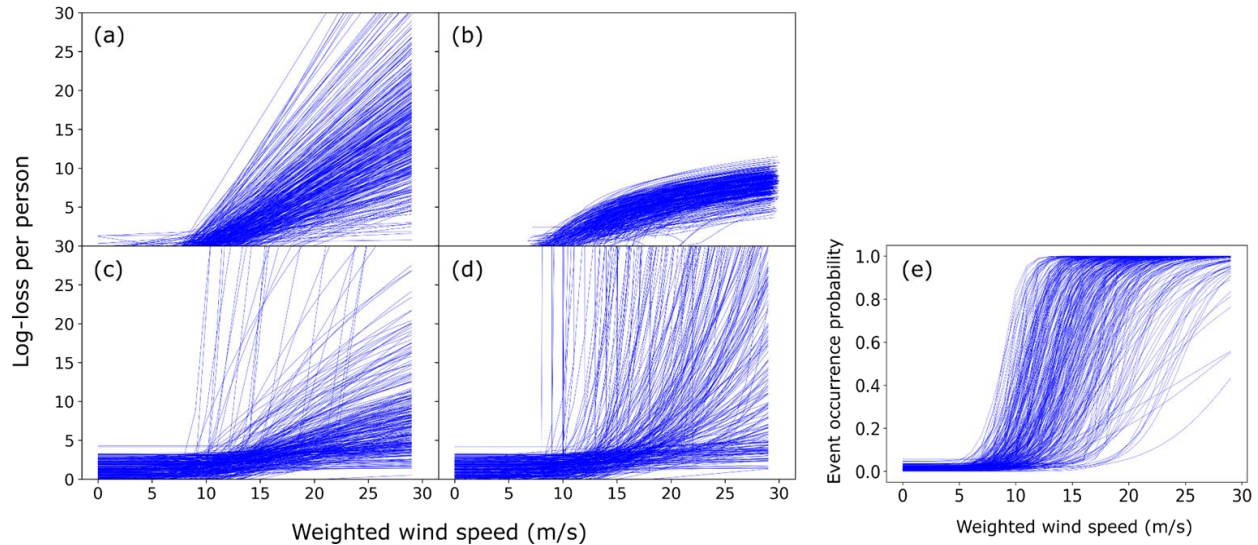 30
25
20
15
10
5
30
25
20
15
10
5
0
(a)
(b)
(c)
(d)
Log-loss per person
0 5 10 15 20 25 30
0 5 10 15 20 25 30
Weighted wind speed (m/s)
(e)
1.0
0.8
0.6
0.4
0.2
0.0
Event occurrence probability
0 5 10 15 20 25 30
Weighted wind speed (m/s)